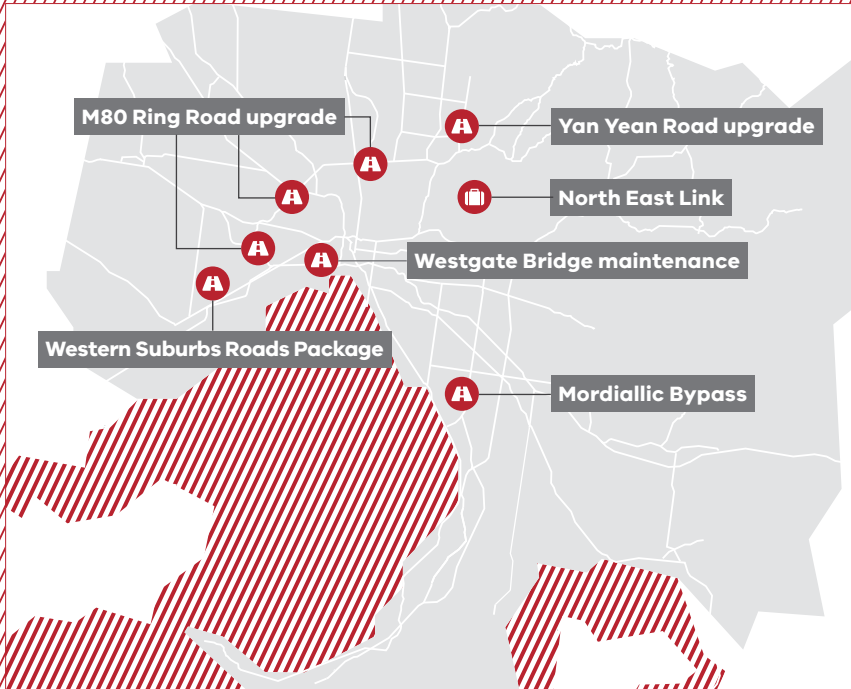 M80 Ring Road upgrade
Yan Yean Road upgrade
North East Link
Westgate Bridge maintenance
Western Suburbs Roads Package
Mordiallic Bypass